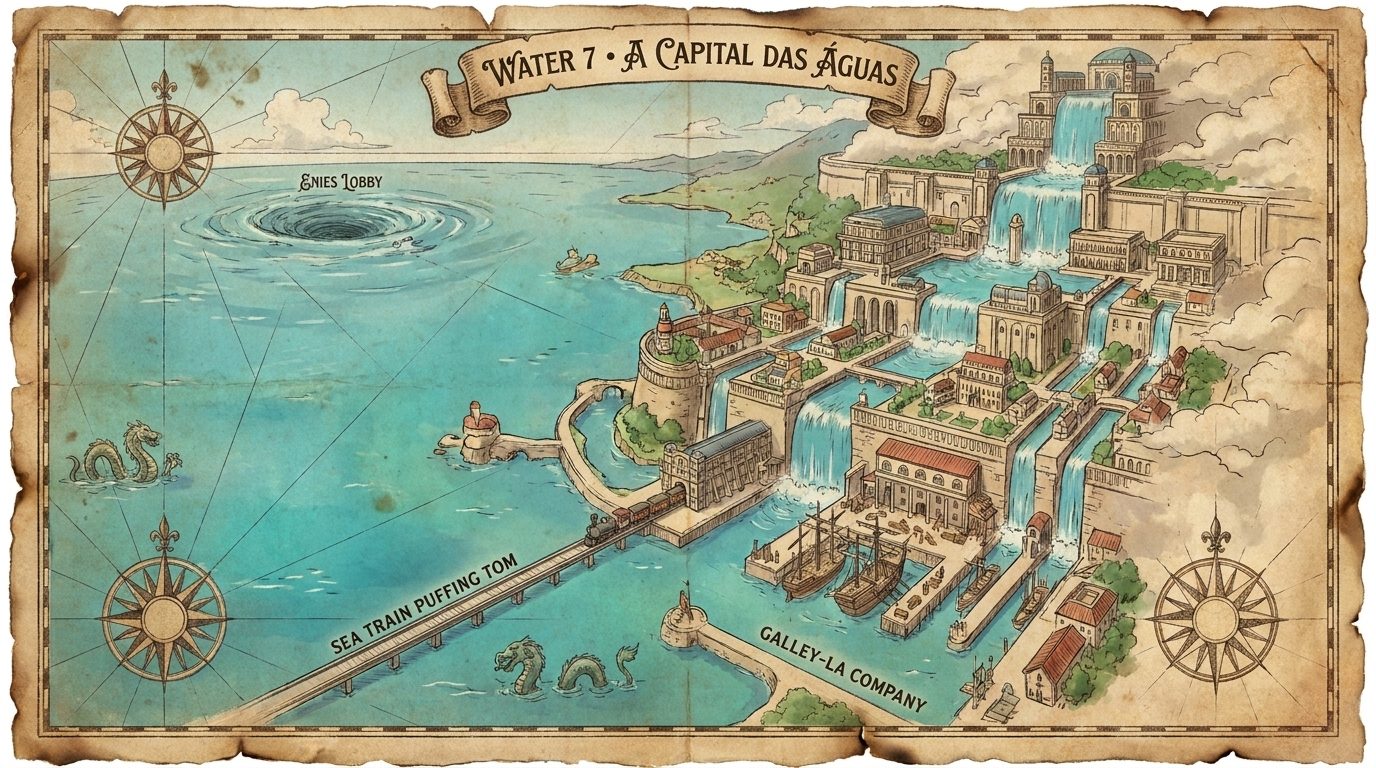 WATER 7 • A CAPITAL DAS ÁGUAS
ENIES LOBBY
SEA TRAIN PUFFING TOM
GALLEY-LA COMPANY